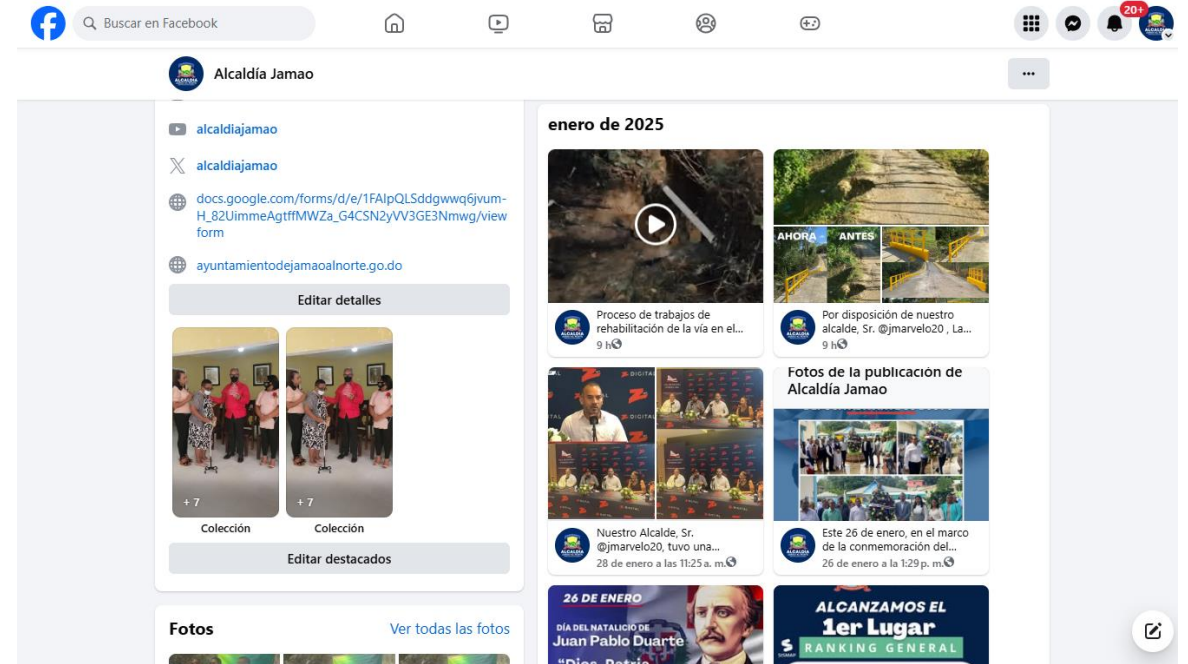 Buscar en Facebook
20+
Alcaldía Jamao
alcaldiajamao
alcaldiajamao
docs.google.com/forms/d/e/1FAIpQLSddgwwq6jvum-
H_82UimmeAgtffMWZa_G4CSN2yVV3GE3Nmwg/view
form
ayuntamientodejamaoalnorte.go.do
Editar detalles
+ 7
+ 7
Colección
Colección
Editar destacados
Fotos
Ver todas las fotos
enero de 2025
Proceso de trabajos de
rehabilitación de la vía en el...
9 h
AHORA
ANTES
Por disposición de nuestro
alcalde, Sr. @jmarvelo20 , La...
9 h
DIGITAL
Nuestro Alcalde, Sr.
@jmarvelo20, tuvo una...
28 de enero a las 11:25 a. m.
Fotos de la publicación de
Alcaldía Jamao
Este 26 de enero, en el marco
de la conmemoración del...
26 de enero a la 1:29 p. m.
26 DE ENERO
DÍA DEL NATALICIO DE
Juan Pablo Duarte
"Dios, Patria
ALCANZAMOS EL
1er Lugar
RANKING GENERAL